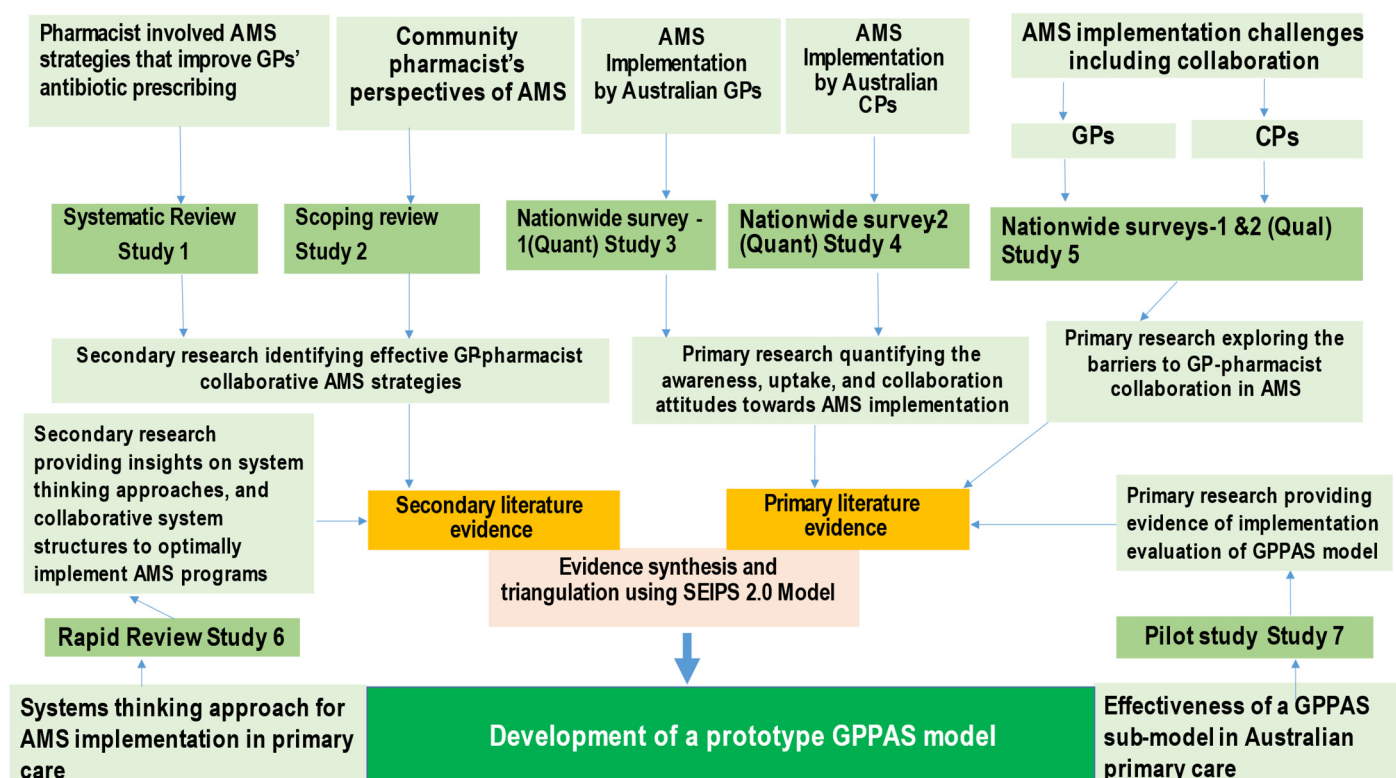 Pharmacist involved AMS
strategies that improve GPs'
antibiotic prescribing
Community
pharmacist's
perspectives of AMS
AMS
Implementation
by Australian GPs
AMS
Implementation
by Australian
CPs
AMS implementation challenges
including collaboration
GPs
CPs
Systematic Review
Study 1
Scoping review
Study 2
Nationwide survey -
1(Quant) Study 3
Nationwide survey-2
(Quant) Study 4
Nationwide surveys-1 &2 (Qual)
Study 5
Secondary research identifying effective GP-pharmacist
collaborative AMS strategies
Primary research quantifying the
awareness, uptake, and collaboration
attitudes towards AMS implementation
Primary research exploring the
barriers to GP-pharmacist
collaboration in AMS
Secondary research
providing insights on system
thinking approaches, and
collaborative system
structures to optimally
implement AMS programs
Secondary literature
evidence
Primary literature
evidence
Primary research providing
evidence of implementation
evaluation of GPPAS model
Evidence synthesis and
triangulation using SEIPS 2.0 Model
Rapid Review Study 6
Pilot study Study 7
Systems thinking approach for
AMS implementation in primary
care
Development of a prototype GPPAS model
Effectiveness of a GPPAS
sub-model in Australian
primary care